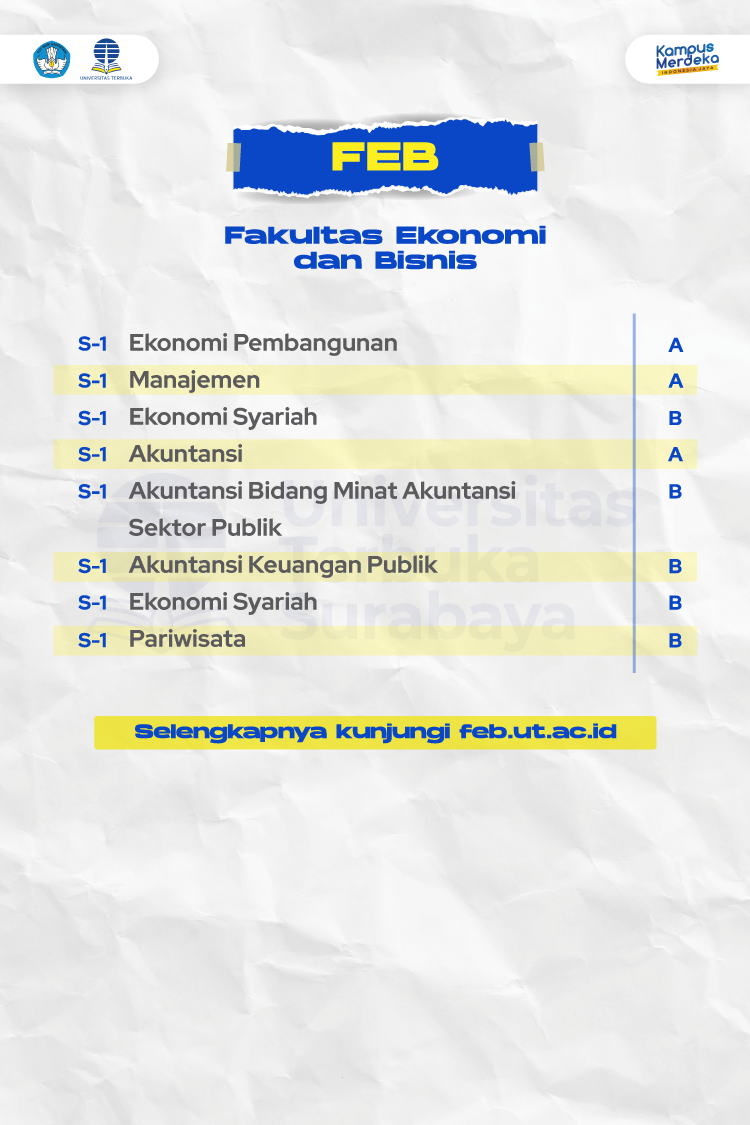 UNIVERSITAS TERBUKA
Kampus
Merdeka
INDONESIA JAYA
FEB
Fakultas Ekonomi
dan Bisnis
S-1 Ekonomi Pembangunan A
S-1 Manajemen A
S-1 Ekonomi Syariah B
S-1 Akuntansi A
S-1 Akuntansi Bidang Minat Akuntansi B
Sektor Publik
S-1 Akuntansi Keuangan Publik B
S-1 Ekonomi Syariah B
S-1 Pariwisata B
Universitas
Terbuka
Surabaya
Selengkapnya kunjungi feb.ut.ac.id